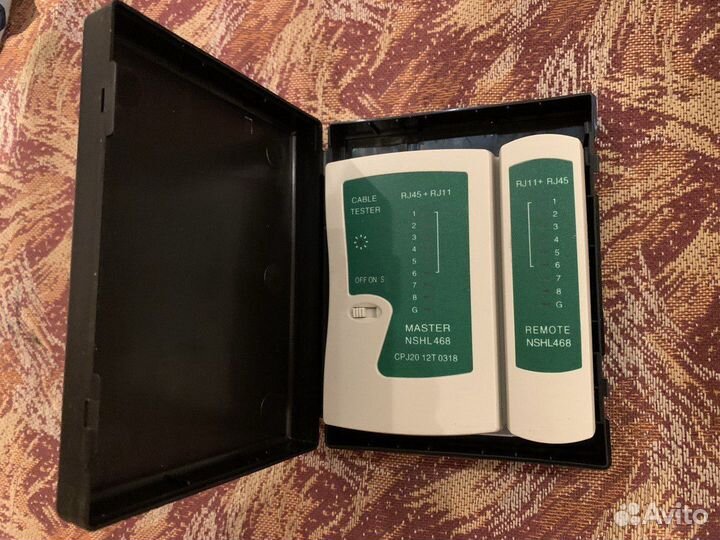 CABLE
TESTER
RJ45 + RJ11
1
2
3
4
5
6
7
8
G
OFF ON S
MASTER
NSHL468
CPJ20 12T 0318
RJ11+ RJ45
1
2
3
4
5
6
7
8
G
REMOTE
NSHL468
Avito